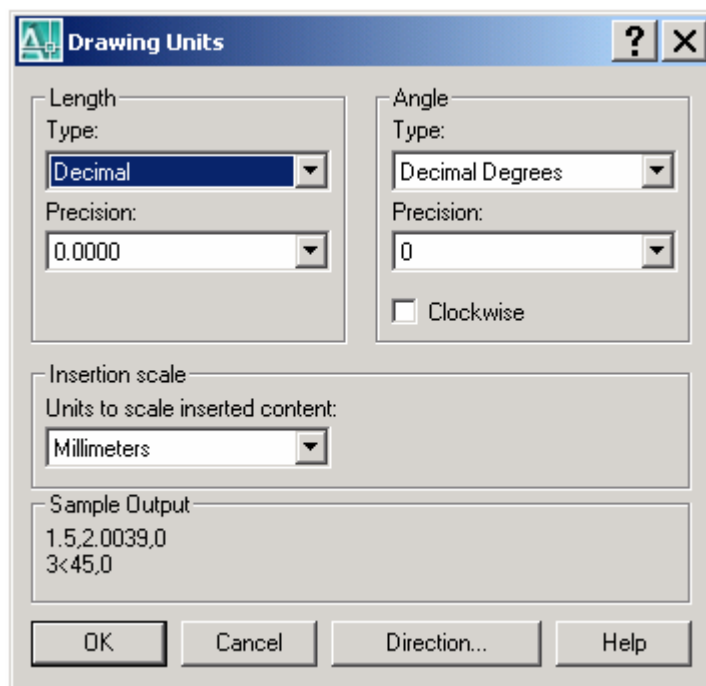 Drawing Units
Length
Type:
Decimal
Precision:
0.0000
Angle
Type:
Decimal Degrees
Precision:
0
Clockwise
Insertion scale
Units to scale inserted content:
Millimeters
Sample Output
1.5,2.0039,0
3<45,0
OK
Cancel
Direction...
Help